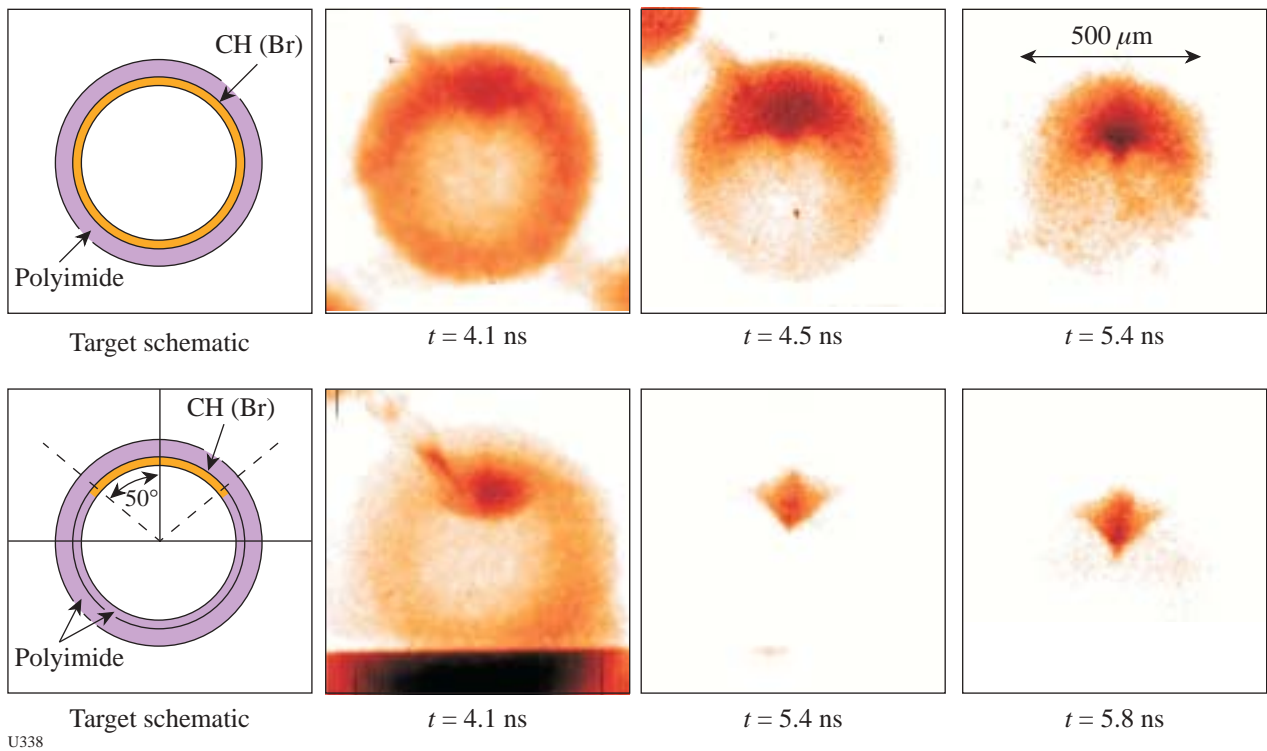 CH (Br)
Polyimide
500 μm
Target schematic
t = 4.1 ns
t = 4.5 ns
t = 5.4 ns
CH (Br)
50°
Polyimide
Target schematic
t = 4.1 ns
t = 5.4 ns
t = 5.8 ns
U338